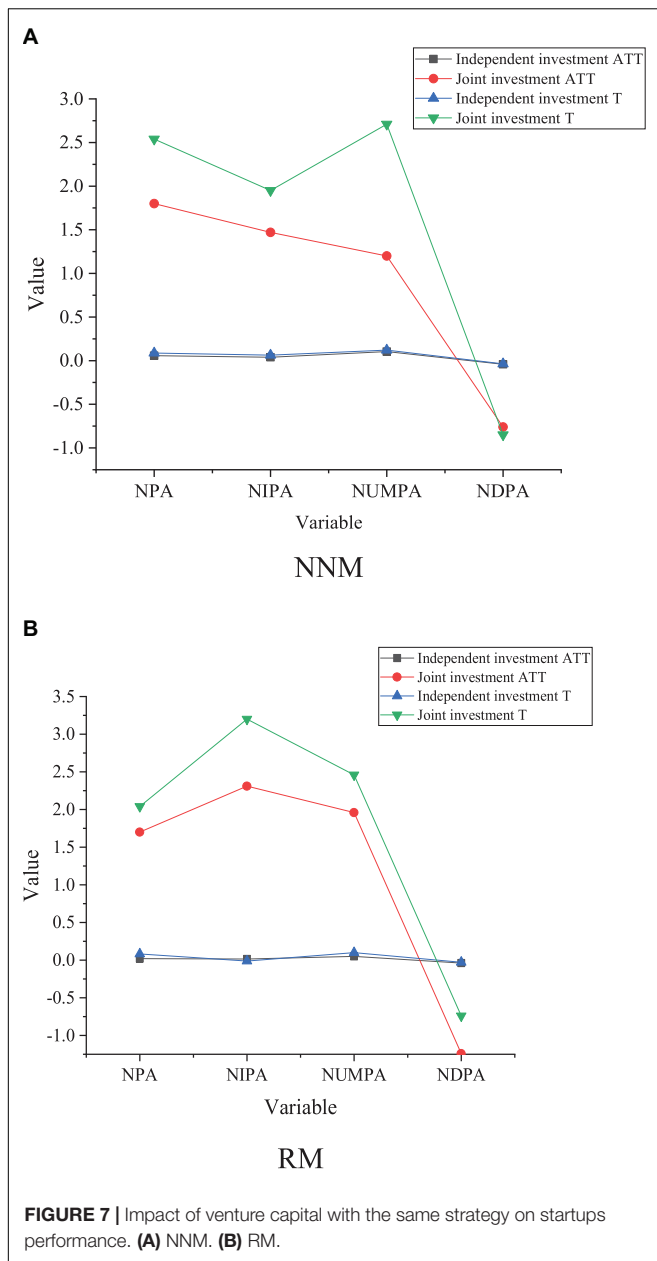 A
Independent investment ATT
Joint investment ATT
Independent investment T
Joint investment T
3.0
2.5
2.0
1.5
1.0
0.5
0.0
-0.5
-1.0
Value
NPA NIPA NUMPA NDPA
Variable
NNM
B
Independent investment ATT
Joint investment ATT
Independent investment T
Joint investment T
3.5
3.0
2.5
2.0
1.5
1.0
0.5
0.0
-0.5
-1.0
Value
NPA NIPA NUMPA NDPA
Variable
RM
FIGURE 7 | Impact of venture capital with the same strategy on startups
performance. (A) NNM. (B) RM.